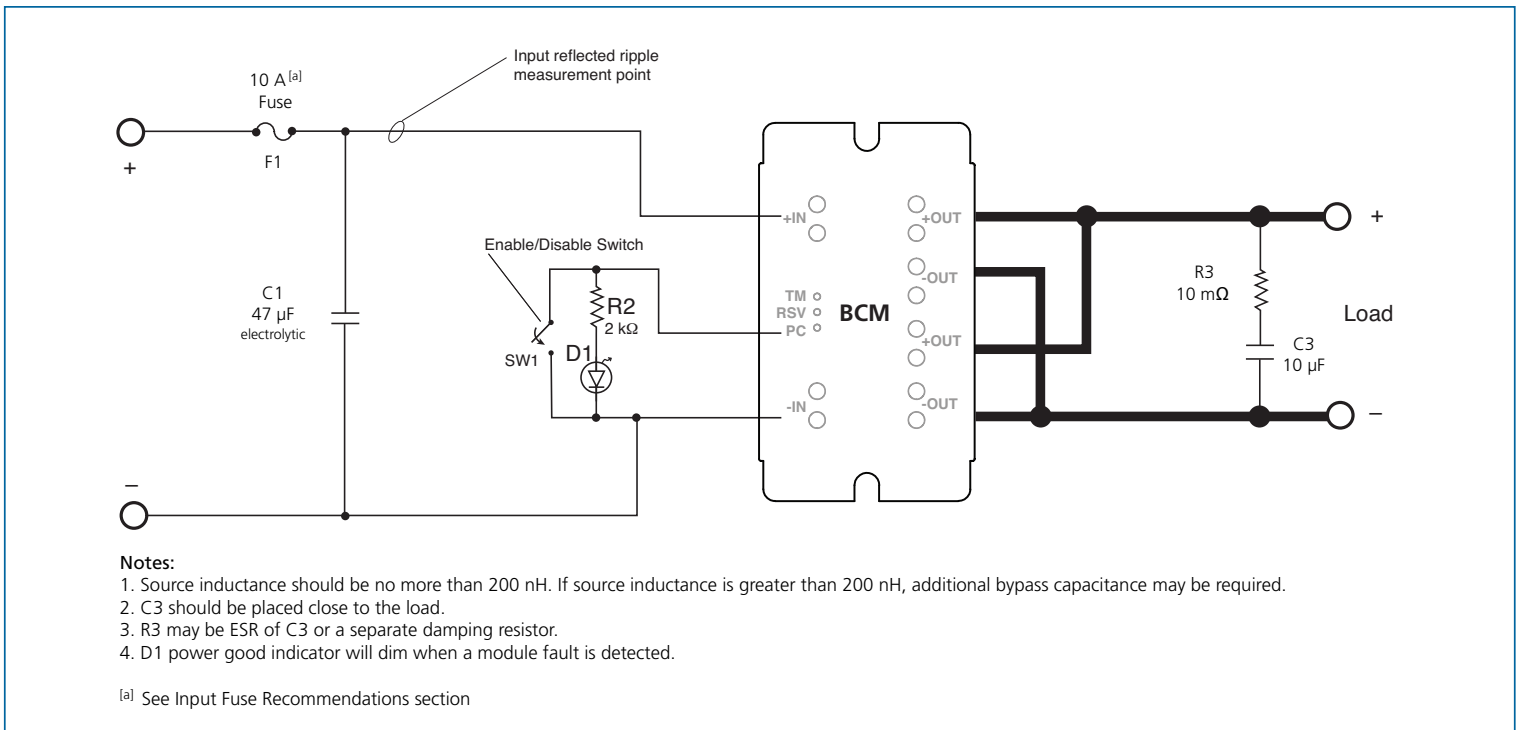 Input reflected ripple
measurement point
10 A [a]
Fuse
F1
+
C1
47 µF
electrolytic
–
Enable/Disable Switch
SW1
R2
2 kΩ
D1
+IN
TM
RSV
PC
-IN
BCM
+OUT
-OUT
+OUT
-OUT
+
R3
10 mΩ
Load
C3
10 µF
–
Notes:
1. Source inductance should be no more than 200 nH. If source inductance is greater than 200 nH, additional bypass capacitance may be required.
2. C3 should be placed close to the load.
3. R3 may be ESR of C3 or a separate damping resistor.
4. D1 power good indicator will dim when a module fault is detected.
[a] See Input Fuse Recommendations section